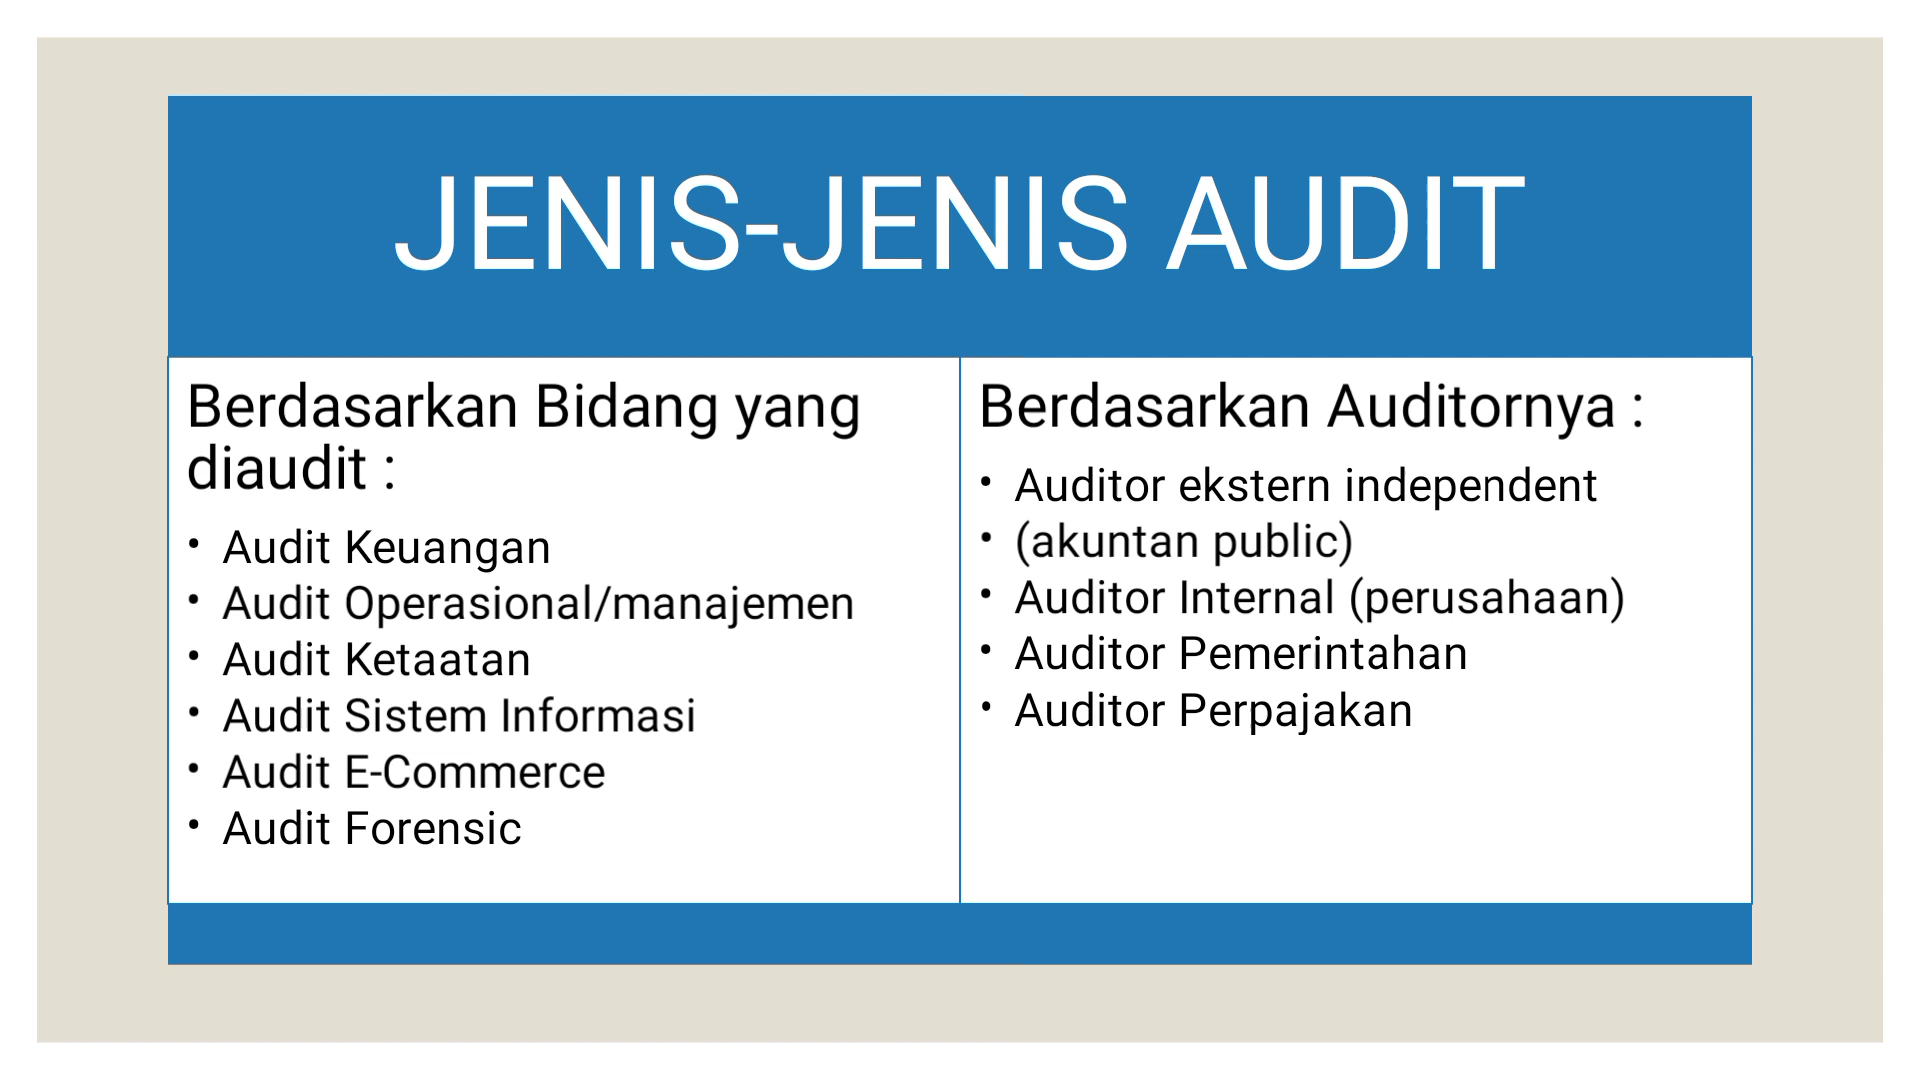 JENIS-JENIS AUDIT
Berdasarkan Bidang yang
diaudit :
• Audit Keuangan
• Audit Operasional/manajemen
• Audit Ketaatan
• Audit Sistem Informasi
• Audit E-Commerce
• Audit Forensic
Berdasarkan Auditornya :
• Auditor ekstern independent
• (akuntan public)
• Auditor Internal (perusahaan)
• Auditor Pemerintahan
• Auditor Perpajakan